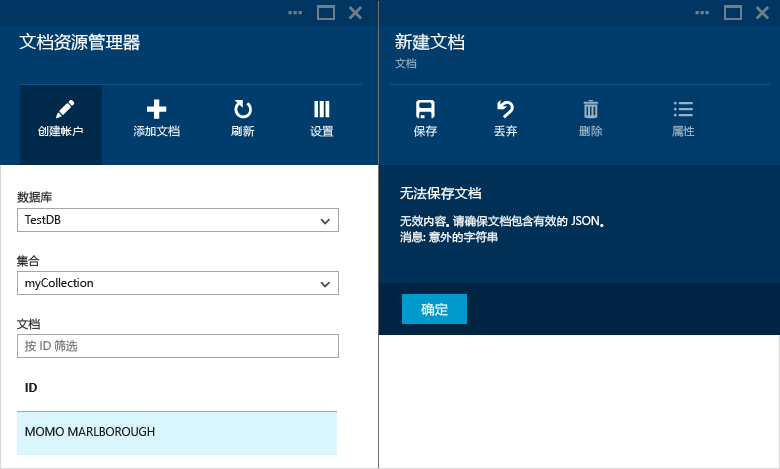 文档资源管理器
创建帐户
添加文档
刷新
设置
数据库
TestDB
集合
myCollection
文档
按 ID 筛选
ID
MOMO MARLBOROUGH
新建文档
文档
保存
丢弃
删除
属性
无法保存文档
无效内容。请确保文档包含有效的 JSON。
消息: 意外的字符串
确定